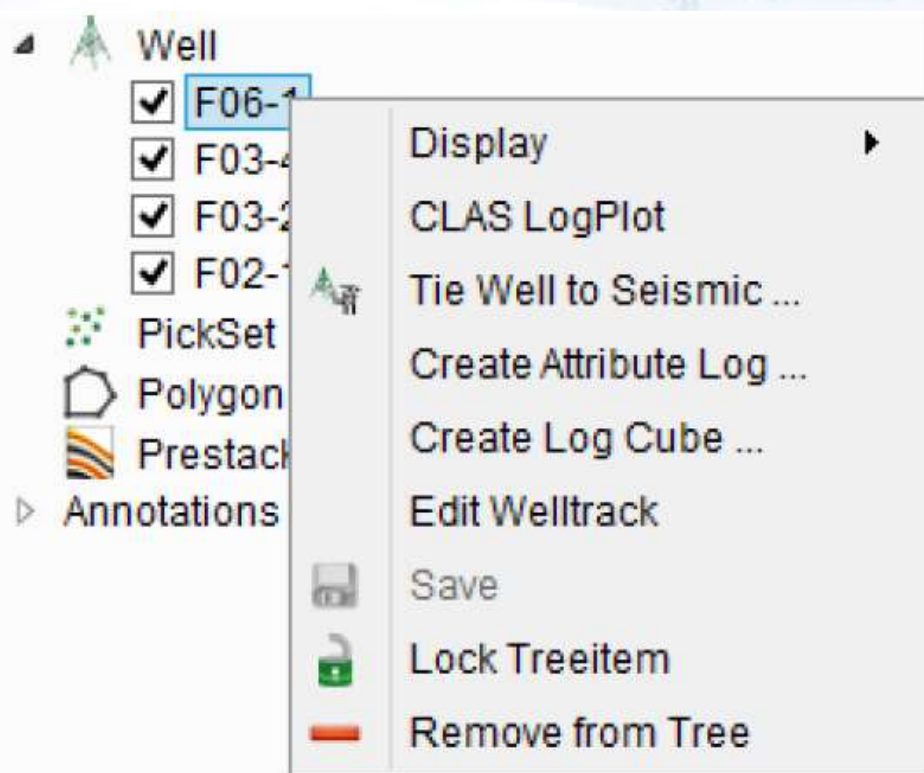 Well
F06-1
F03-4
F03-2
F02-1
PickSet
Polygon
Prestack
Annotations
Display
CLAS LogPlot
Tie Well to Seismic ...
Create Attribute Log ...
Create Log Cube ...
Edit Welltrack
Save
Lock Treeitem
Remove from Tree